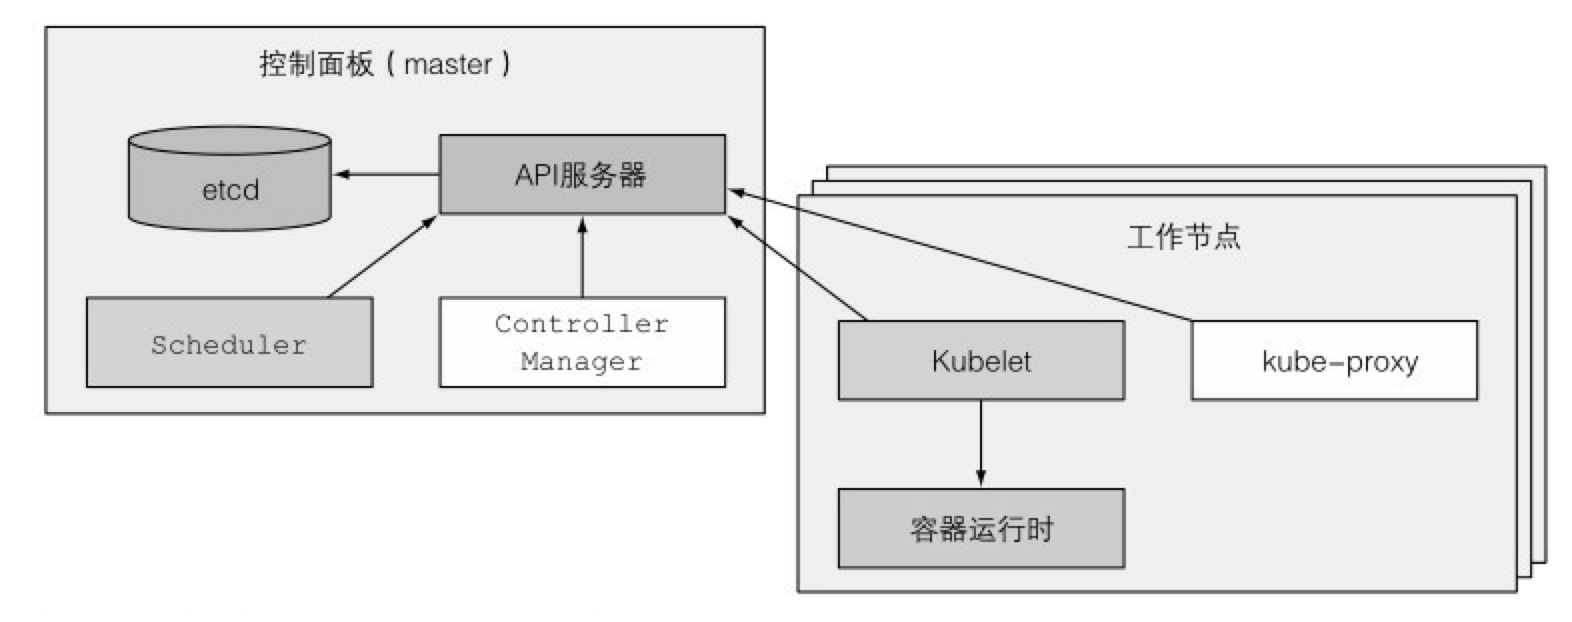 控制面板（master）
etcd
API服务器
Scheduler
Controller
Manager
工作节点
Kubelet
kube-proxy
容器运行时